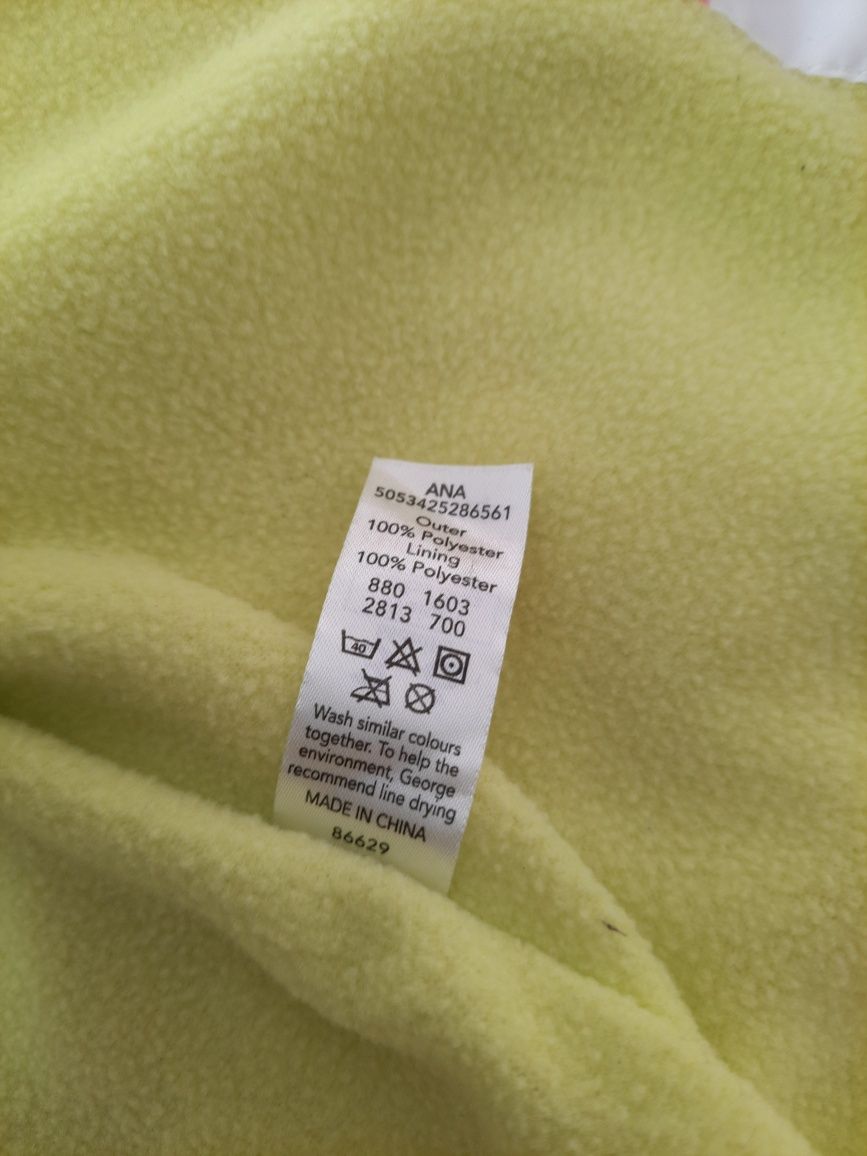 ANA
5053425286561
Outer
100% Polyester
Lining
100% Polyester
880 1603
2813 700
40
Wash similar colours
together. To help the
environment, George
recommend line drying
MADE IN CHINA
86629